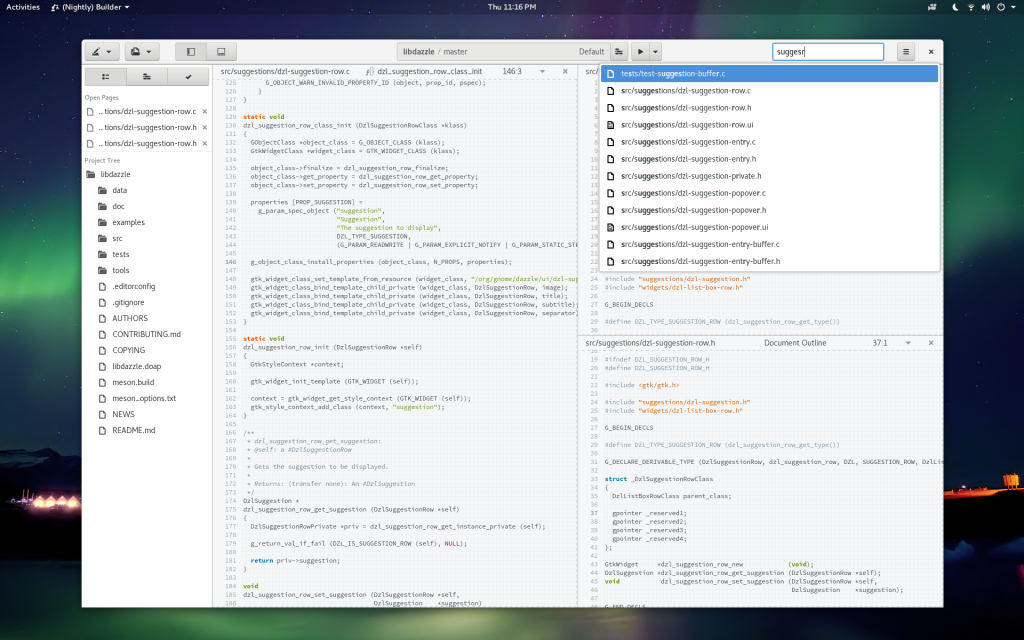 Activities (Nightly) Builder
Thu 11:16 PM
libdazzle / master Default
suggesr
Open Pages
...tions/dzl-suggestion-row.c
...tions/dzl-suggestion-row.h
...tions/dzl-suggestion-row.h
Project Tree
libdazzle
data
doc
examples
src
tests
tools
.editorconfig
.gitignore
AUTHORS
CONTRIBUTING.md
COPYING
libdazzle.doap
meson.build
meson_options.txt
NEWS
README.md
src/suggestions/dzl-suggestion-row.c dzl_suggestion_row_class_init 146:3
125 G_OBJECT_WARN_INVALID_PROPERTY_ID (object, prop_id, pspec);
126 }
127 }
128
129 static void
130 dzl_suggestion_row_class_init (DzlSuggestionRowClass *klass)
131 {
132 GObjectClass *object_class = G_OBJECT_CLASS (klass);
133 GtkWidgetClass *widget_class = GTK_WIDGET_CLASS (klass);
134
135 object_class->finalize = dzl_suggestion_row_finalize;
136 object_class->get_property = dzl_suggestion_row_get_property;
137 object_class->set_property = dzl_suggestion_row_set_property;
138
139 properties [PROP_SUGGESTION] =
140 g_param_spec_object ("suggestion",
141 "Suggestion",
142 "The suggestion to display",
143 DZL_TYPE_SUGGESTION,
144 (G_PARAM_READWRITE | G_PARAM_EXPLICIT_NOTIFY | G_PARAM_STATIC_STR
145
146 g_object_class_install_properties (object_class, N_PROPS, properties);
147
148 gtk_widget_class_set_template_from_resource (widget_class, "/org/gnome/dazzle/ui/dzl-sug
149 gtk_widget_class_bind_template_child_private (widget_class, DzlSuggestionRow, image);
150 gtk_widget_class_bind_template_child_private (widget_class, DzlSuggestionRow, title);
151 gtk_widget_class_bind_template_child_private (widget_class, DzlSuggestionRow, subtitle);
152 gtk_widget_class_bind_template_child_private (widget_class, DzlSuggestionRow, separator)
153 }
154
155 static void
156 dzl_suggestion_row_init (DzlSuggestionRow *self)
157 {
158 GtkStyleContext *context;
159
160 gtk_widget_init_template (GTK_WIDGET (self));
161
162 context = gtk_widget_get_style_context (GTK_WIDGET (self));
163 gtk_style_context_add_class (context, "suggestion");
164 }
165
166 /**
167 * dzl_suggestion_row_get_suggestion:
168 * @self: a #DzlSuggestionRow
169 *
170 * Gets the suggestion to be displayed.
171 *
172 * Returns: (transfer none): An #DzlSuggestion
173 */
174 DzlSuggestion *
175 dzl_suggestion_row_get_suggestion (DzlSuggestionRow *self)
176 {
177 DzlSuggestionRowPrivate *priv = dzl_suggestion_row_get_instance_private (self);
178
179 g_return_val_if_fail (DZL_IS_SUGGESTION_ROW (self), NULL);
180
181 return priv->suggestion;
182 }
183
184 void
185 dzl_suggestion_row_set_suggestion (DzlSuggestionRow *self,
186 DzlSuggestion *suggestion)
src/
tests/test-suggestion-buffer.c
src/suggestions/dzl-suggestion-row.c
src/suggestions/dzl-suggestion-row.h
src/suggestions/dzl-suggestion-row.ui
src/suggestions/dzl-suggestion-entry.c
src/suggestions/dzl-suggestion-entry.h
src/suggestions/dzl-suggestion-private.h
src/suggestions/dzl-suggestion-popover.c
src/suggestions/dzl-suggestion-popover.h
src/suggestions/dzl-suggestion-popover.ui
src/suggestions/dzl-suggestion-entry-buffer.c
src/suggestions/dzl-suggestion-entry-buffer.h
24 #include "suggestions/dzl-suggestion.h"
25 #include "widgets/dzl-list-box-row.h"
26
27 G_BEGIN_DECLS
28
29 #define DZL_TYPE_SUGGESTION_ROW (dzl_suggestion_row_get_type())
30
src/suggestions/dzl-suggestion-row.h Document Outline 37:1
19 #ifndef DZL_SUGGESTION_ROW_H
20 #define DZL_SUGGESTION_ROW_H
21
22 #include <gtk/gtk.h>
23
24 #include "suggestions/dzl-suggestion.h"
25 #include "widgets/dzl-list-box-row.h"
26
27 G_BEGIN_DECLS
28
29 #define DZL_TYPE_SUGGESTION_ROW (dzl_suggestion_row_get_type())
30
31 G_DECLARE_DERIVABLE_TYPE (DzlSuggestionRow, dzl_suggestion_row, DZL, SUGGESTION_ROW, DzlLis
32
33 struct _DzlSuggestionRowClass
34 {
35 DzlListBoxRowClass parent_class;
36
37 gpointer _reserved1;
38 gpointer _reserved2;
39 gpointer _reserved3;
40 gpointer _reserved4;
41 };
42
43 GtkWidget *dzl_suggestion_row_new (void);
44 DzlSuggestion *dzl_suggestion_row_get_suggestion (DzlSuggestionRow *self);
45 void dzl_suggestion_row_set_suggestion (DzlSuggestionRow *self,
46 DzlSuggestion *suggestion);
47
48 G_END_DECLS